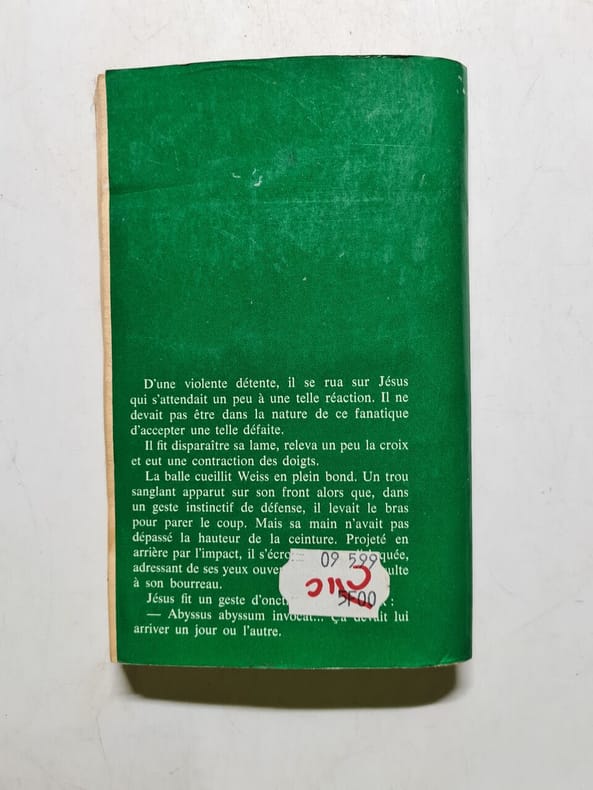 D'une violente détente, il se rua sur Jésus
qui s'attendait un peu à une telle réaction. Il ne
devait pas être dans la nature de ce fanatique
d'accepter une telle défaite.
Il fit disparaître sa lame, releva un peu la croix
et eut une contraction des doigts.
La balle cueillit Weiss en plein bond. Un trou
sanglant apparut sur son front alors que, dans
un geste instinctif de défense, il levait le bras
pour parer le coup. Mais sa main n'avait pas
dépassé la hauteur de la ceinture. Projeté en
arrière par l'impact, il s'écro quée,
adressant de ses yeux ouver ulte
à son bourreau.
Jésus fit un geste d'oncti :
— Abyssus abyssum invocat... Ça devait lui
arriver un jour ou l'autre.
09 599
5F00